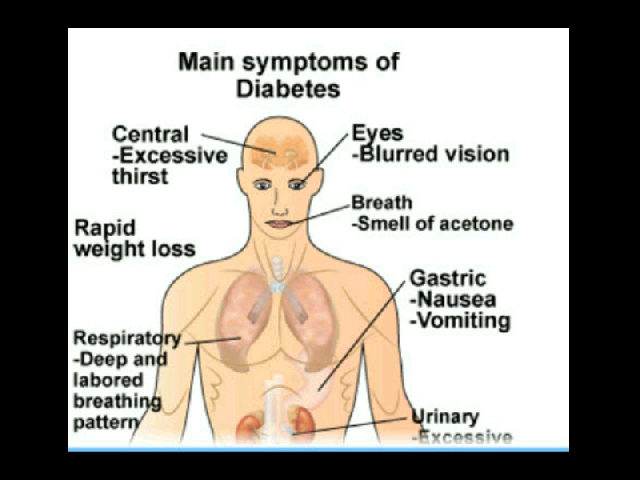 Main symptoms of
Diabetes
Central
-Excessive
thirst
Eyes
-Blurred vision
Breath
-Smell of acetone
Rapid
weight loss
Gastric
-Nausea
-Vomiting
Respiratory
-Deep and
labored
breathing
pattern
Urinary
-Excessive